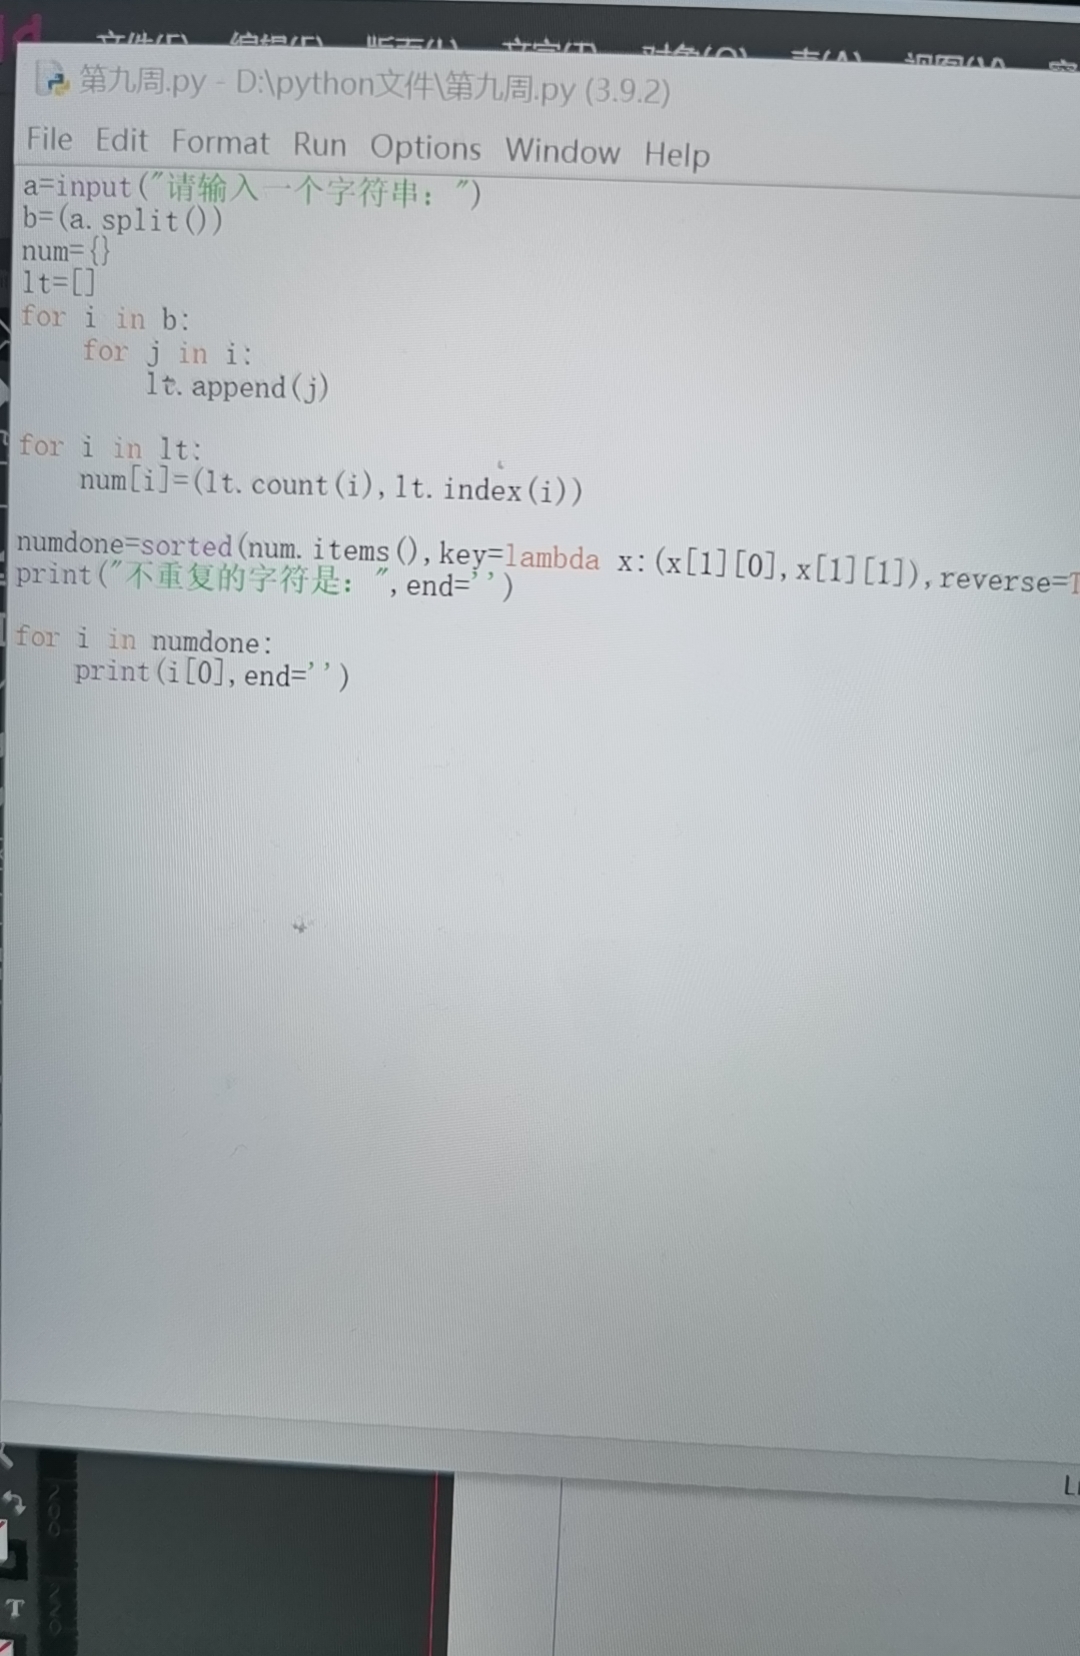 第九周.py - D:\python文件\第九周.py (3.9.2)
File Edit Format Run Options Window Help
a=input("请输入一个字符串：")
b=(a.split())
num={}
lt=[]
for i in b:
    for j in i:
        lt.append(j)
for i in lt:
    num[i]=(lt.count(i),lt.index(i))
numdone=sorted(num.items(),key=lambda x:(x[1][0],x[1][1]),reverse=T
print("不重复的字符是：",end='')
for i in numdone:
    print(i[0],end='')
T